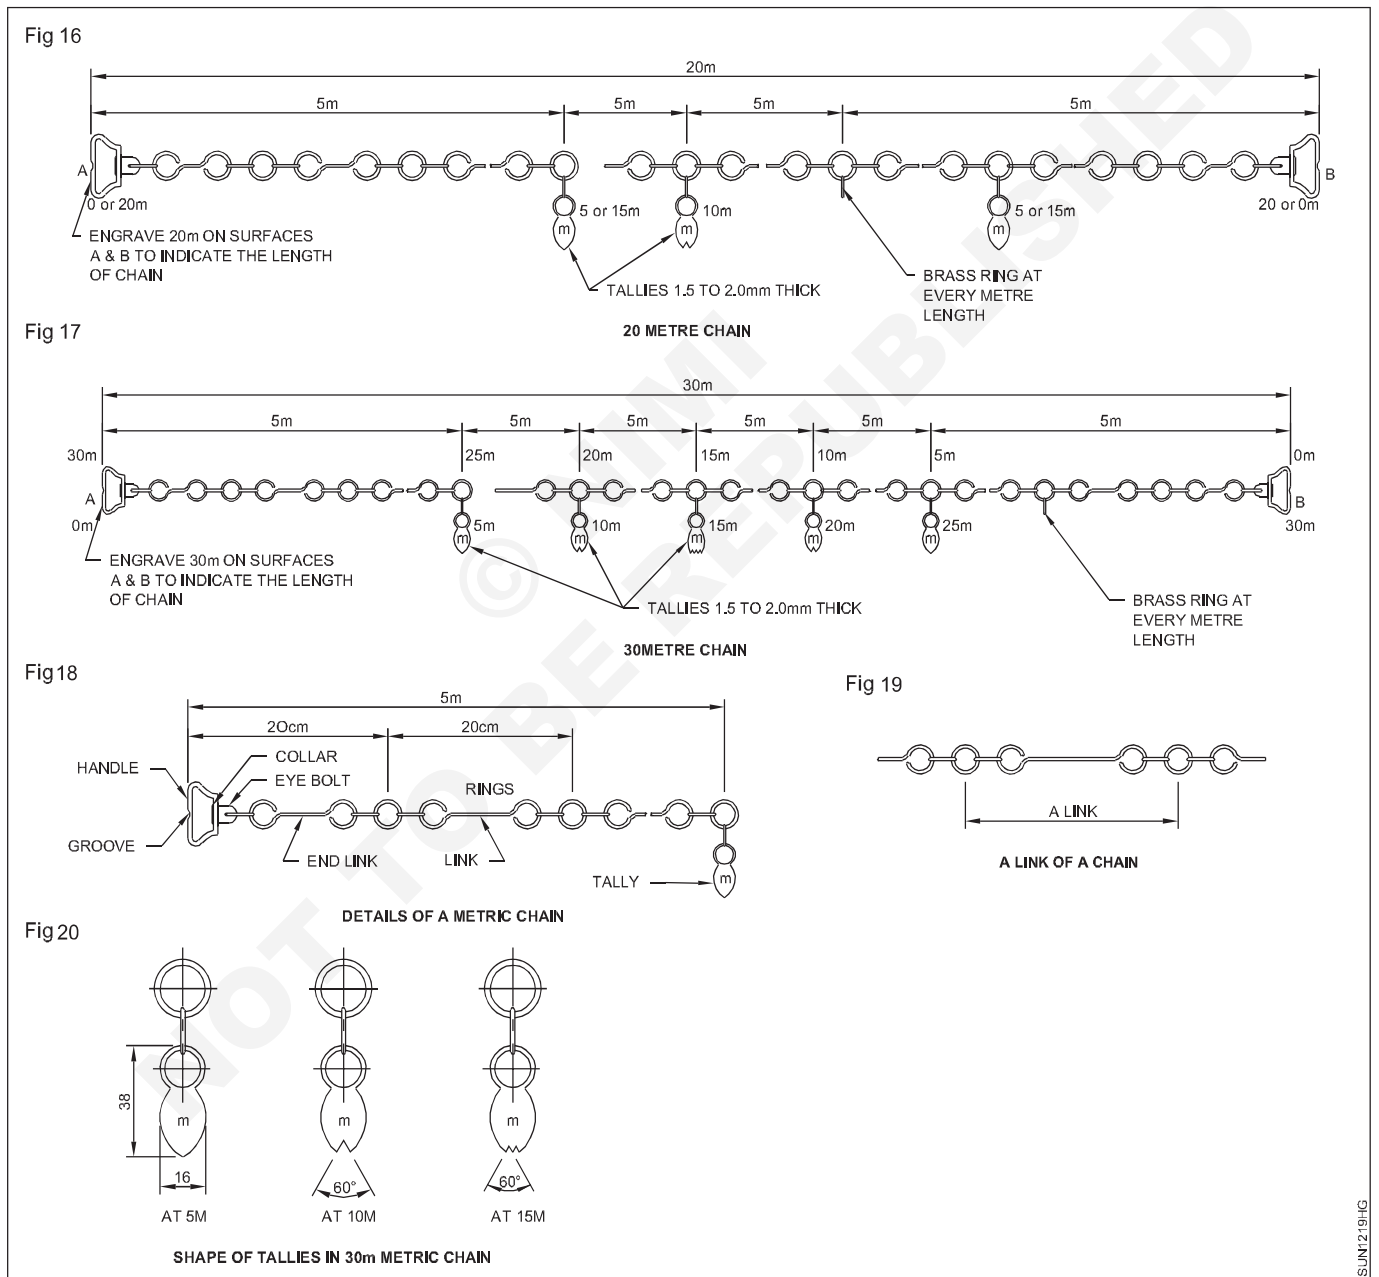 Fig 16
20m
5m 5m 5m 5m
A
B
0 or 20m
5 or 15m
10m
5 or 15m
20 or 0m
m m m
ENGRAVE 20m ON SURFACES
A & B TO INDICATE THE LENGTH
OF CHAIN
TALLIES 1.5 TO 2.0mm THICK
BRASS RING AT
EVERY METRE
LENGTH
20 METRE CHAIN
Fig 17
30m
5m 5m 5m 5m 5m 5m
30m 25m 20m 15m 10m 5m 0m
A
B
0m 5m 10m 15m 20m 25m 30m
m m m m m
ENGRAVE 30m ON SURFACES
A & B TO INDICATE THE LENGTH
OF CHAIN
TALLIES 1.5 TO 2.0mm THICK
BRASS RING AT
EVERY METRE
LENGTH
30METRE CHAIN
Fig18
5m
2Ocm 20cm
HANDLE
COLLAR
EYE BOLT
RINGS
GROOVE
END LINK
LINK
TALLY
m
DETAILS OF A METRIC CHAIN
Fig 19
A LINK
A LINK OF A CHAIN
Fig 20
38
m m m
16
60°
60°
AT 5M
AT 10M
AT 15M
SHAPE OF TALLIES IN 30m METRIC CHAIN
SUN1219HG
© NIMI
NOT TO BE REPUBLISHED